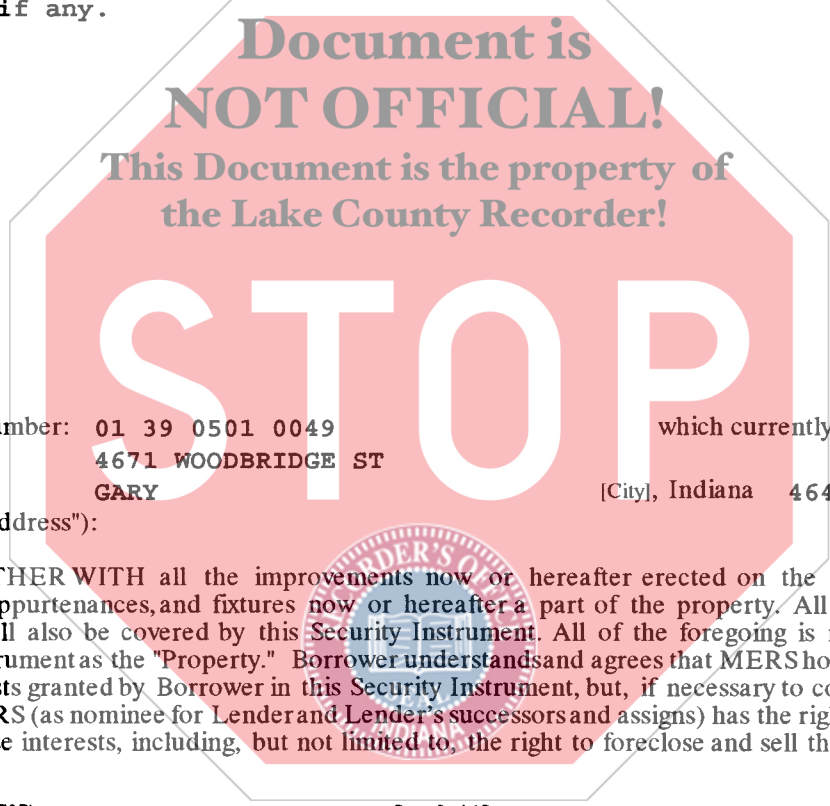 if any.
Document is
NOT OFFICIAL!
This Document is the property of
the Lake County Recorder!
STOP
mber: 01 39 0501 0049 which currently
4671 WOODBRIDGE ST
GARY [City], Indiana 464
ddress"):
THER WITH all the improvements now or hereafter erected on the
ppurtenances, and fixtures now or hereafter a part of the property. All
ll also be covered by this Security Instrument. All of the foregoing is
rument as the "Property." Borrower understands and agrees that MERS ho
ts granted by Borrower in this Security Instrument, but, if necessary to co
RS (as nominee for Lender and Lender's successors and assigns) has the rig
e interests, including, but not limited to, the right to foreclose and sell th
RECORDER'S OFFICE
INDIANA